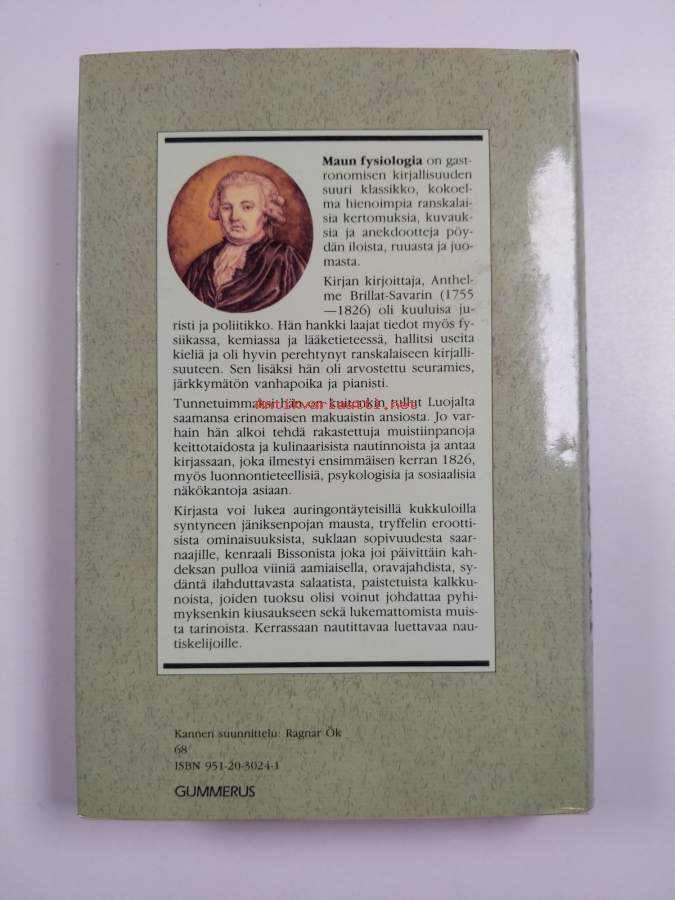 Maun fysiologia on gast-
ronomisen kirjallisuuden
suuri klassikko, kokoel-
ma hienoimpia ranskalai-
sia kertomuksia, kuvauk-
sia ja anekdootteja pöy-
dän iloista, ruuasta ja juo-
masta.
Kirjan kirjoittaja, Anthel-
me Brillat-Savarin (1755
—1826) oli kuuluisa ju-
risti ja poliitikko. Hän hankki laajat tiedot myös fy-
siikassa, kemiassa ja lääketieteessä, hallitsi useita
kieliä ja oli hyvin perehtynyt ranskalaiseen kirjalli-
suuteen. Sen lisäksi hän oli arvostettu seuramies,
järkkymätön vanhapoika ja pianisti.
Tunnetuimmaksi hän on kuitenkin tullut Luojalta
antikvariaatti.net
saamansa erinomaisen makuaistin ansiosta. Jo var-
hain hän alkoi tehdä rakastettuja muistiinpanoja
keittotaidosta ja kulinaarisista nautinnoista ja antaa
kirjassaan, joka ilmestyi ensimmäisen kerran 1826,
myös luonnontieteellisiä, psykologisia ja sosiaalisia
näkökantoja asiaan.
Kirjasta voi lukea auringontäyteisillä kukkuloilla
syntyneen jäniksenpojan mausta, tryffelin erootti-
sista ominaisuuksista, suklaan sopivuudesta saar-
naajille, kenraali Bissonista joka joi päivittäin kah-
deksan pulloa viiniä aamiaisella, oravajahdista, sy-
däntä ilahduttavasta salaatista, paistetuista kalkku-
noista, joiden tuoksu olisi voinut johdattaa pyhi-
myksenkin kiusaukseen sekä lukemattomista muis-
ta tarinoista. Kerrassaan nautittavaa luettavaa nau-
tiskelijoille.
Kannen suunnittelu: Ragnar Ök
68
ISBN 951-20-3024-1
GUMMERUS